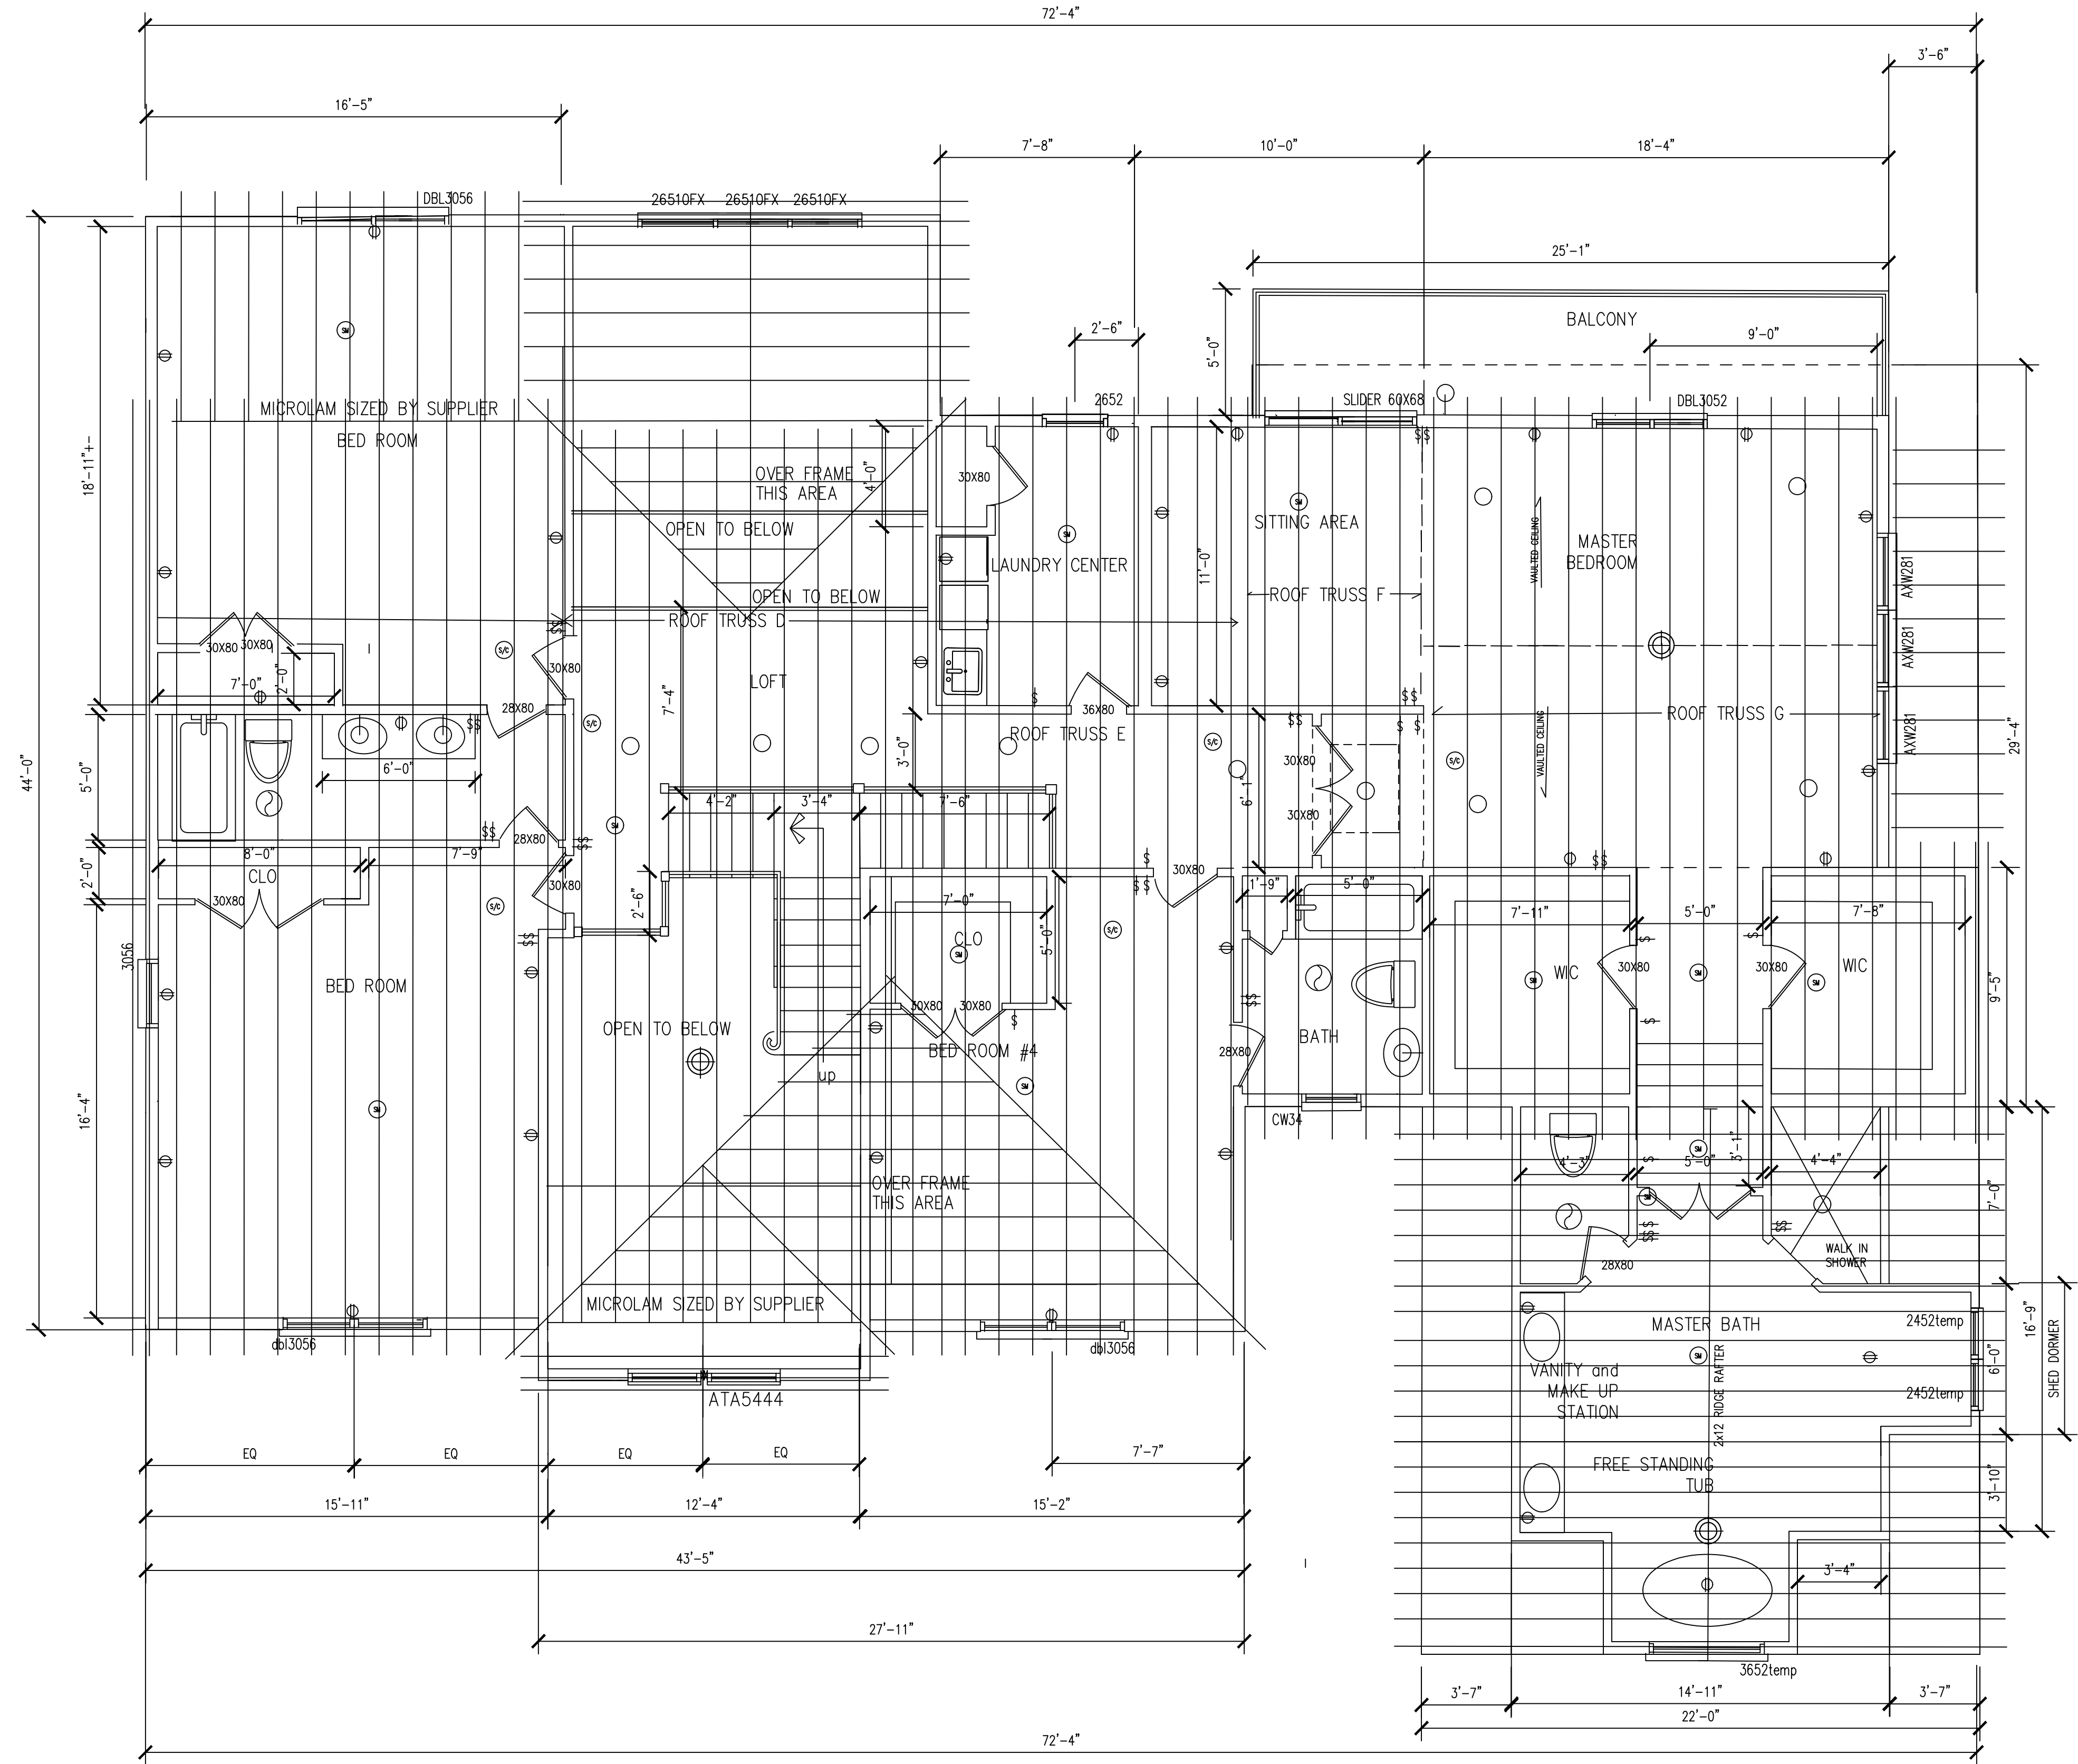 72'-4"
3'-6"
16'-5"
7'-8"
10'-0"
18'-4"
DBL3056
26510FX 26510FX 26510FX
25'-1"
BALCONY
2'-6"
9'-0"
5'-0"
2652
SLIDER 60X68
DBL3052
MICROLAM SIZED BY SUPPLIER
BED ROOM
18'-11"+-
44'-0"
OVER FRAME
THIS AREA
4'-0"
30X80
OPEN TO BELOW
OPEN TO BELOW
LAUNDRY CENTER
SITTING AREA
11'-0"
MASTER
BEDROOM
VAULTED CEILING
VAULTED CEILING
AXW281
AXW281
AXW281
29'-4"
ROOF TRUSS D
ROOF TRUSS F
ROOF TRUSS G
ROOF TRUSS E
LOFT
7'-4"
3'-0"
36X80
30X80 30X80
2'-0"
7'-0"
30X80
28X80
6'-0"
5'-0"
28X80
30X80
4'-2"
3'-4"
7'-6"
6'-1"
30X80
30X80
8'-0"
7'-9"
2'-0"
CLO
30X80
2'-6"
7'-0"
5'-0"
CLO
30X80 30X80
30X80
1'-9"
5'-0"
7'-11"
5'-0"
7'-8"
WIC
30X80
30X80
WIC
9'-5"
3056
BED ROOM
16'-4"
OPEN TO BELOW
up
BED ROOM #4
28X80
BATH
CW34
OVER FRAME
THIS AREA
4'-3"
5'-0"
3'-1"
4'-4"
7'-0"
28X80
WALK IN
SHOWER
MICROLAM SIZED BY SUPPLIER
dbl3056
dbl3056
ATA5444
MASTER BATH
2452temp
2452temp
VANITY and
MAKE UP
STATION
2x12 RIDGE RAFTER
FREE STANDING
TUB
6'-0"
16'-9"
SHED DORMER
3'-10"
EQ
EQ
EQ
EQ
7'-7"
15'-11"
12'-4"
15'-2"
43'-5"
27'-11"
3'-4"
3652temp
3'-7"
14'-11"
3'-7"
22'-0"
72'-4"